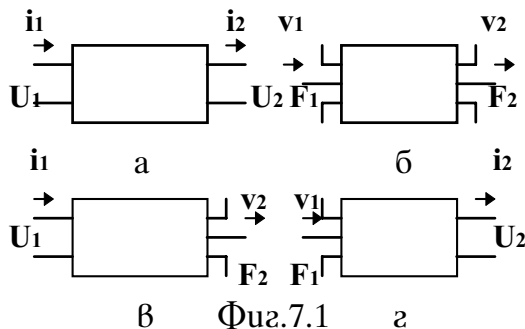 i1 i2 v1 v2
U1 U2 F1 F2
а б
i1 v2 v1 i2
U1 F2 F1 U2
в Фиг.7.1 г